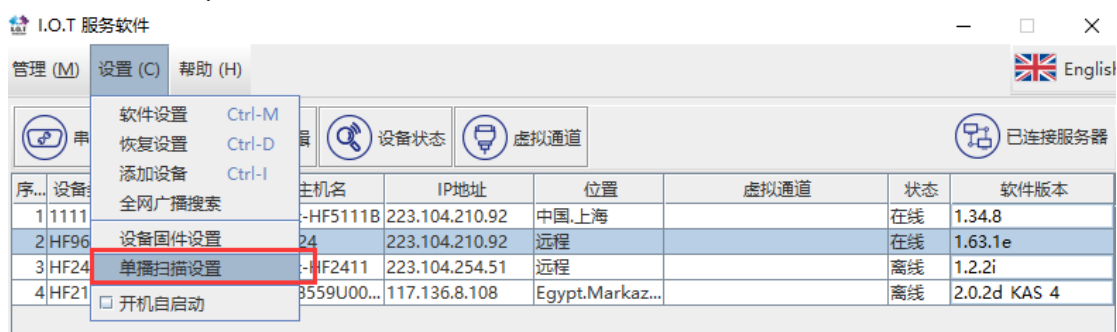 I.O.T 服务软件
管理 (M) 设置 (C) 帮助 (H) English
软件设置 Ctrl-M
恢复设置 Ctrl-D
添加设备 Ctrl-I
全网广播搜索
设备固件设置
单播扫描设置
开机自启动
串 设备状态 虚拟通道 已连接服务器
序... 设备 主机名 IP地址 位置 虚拟通道 状态 软件版本
1 1111 -HF5111B 223.104.210.92 中国.上海 在线 1.34.8
2 HF96 24 223.104.210.92 远程 在线 1.63.1e
3 HF24 -HF2411 223.104.254.51 远程 离线 1.2.2i
4 HF21 3559U00... 117.136.8.108 Egypt.Markaz... 离线 2.0.2d KAS 4